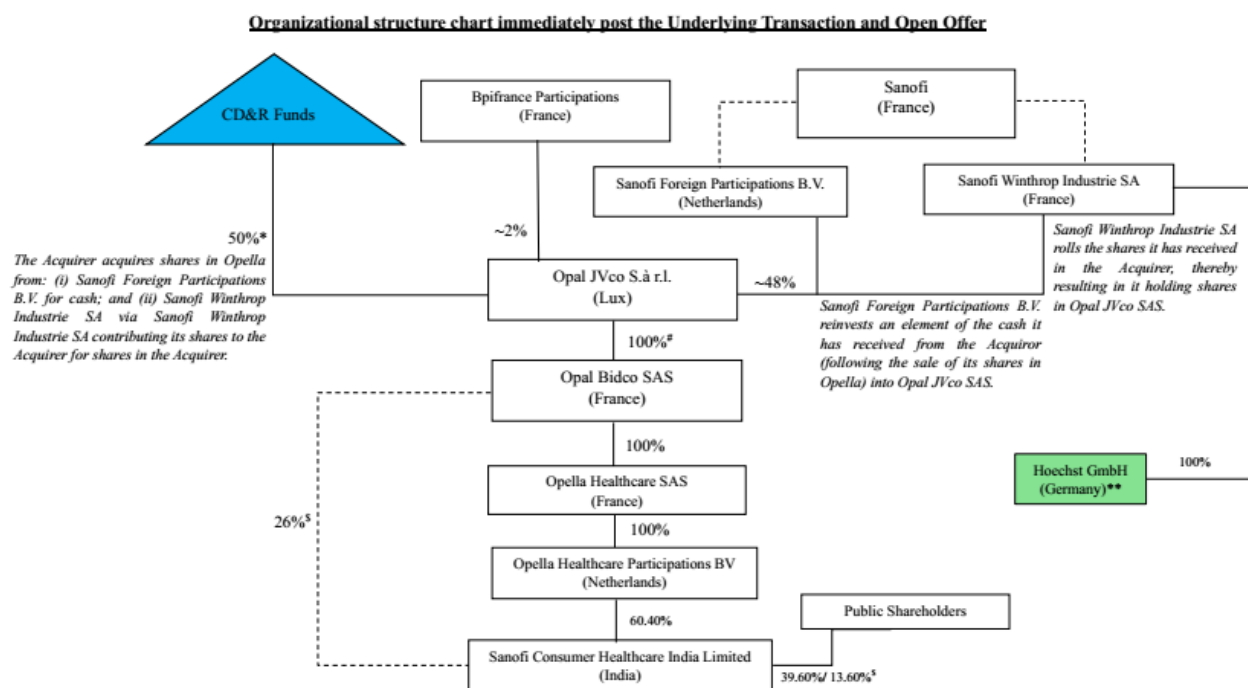 Organizational structure chart immediately post the Underlying Transaction and Open Offer
CD&R Funds
Bpifrance Participations
(France)
Sanofi
(France)
Sanofi Foreign Participations B.V.
(Netherlands)
Sanofi Winthrop Industrie SA
(France)
50%*
The Acquirer acquires shares in Opella
from: (i) Sanofi Foreign Participations
B.V. for cash; and (ii) Sanofi Winthrop
Industrie SA via Sanofi Winthrop
Industrie SA contributing its shares to the
Acquirer for shares in the Acquirer.
~2%
Opal JVco S.à r.l.
(Lux)
~48%
Sanofi Winthrop Industrie SA
rolls the shares it has received
in the Acquirer, thereby
resulting in it holding shares
in Opal JVco SAS.
Sanofi Foreign Participations B.V.
reinvests an element of the cash it
has received from the Acquiror
(following the sale of its shares in
Opella) into Opal JVco SAS.
100%#
Opal Bidco SAS
(France)
100%
Hoechst GmbH
(Germany)**
100%
Opella Healthcare SAS
(France)
26%$
100%
Opella Healthcare Participations BV
(Netherlands)
60.40%
Public Shareholders
Sanofi Consumer Healthcare India Limited
(India)
39.60%/ 13.60%$